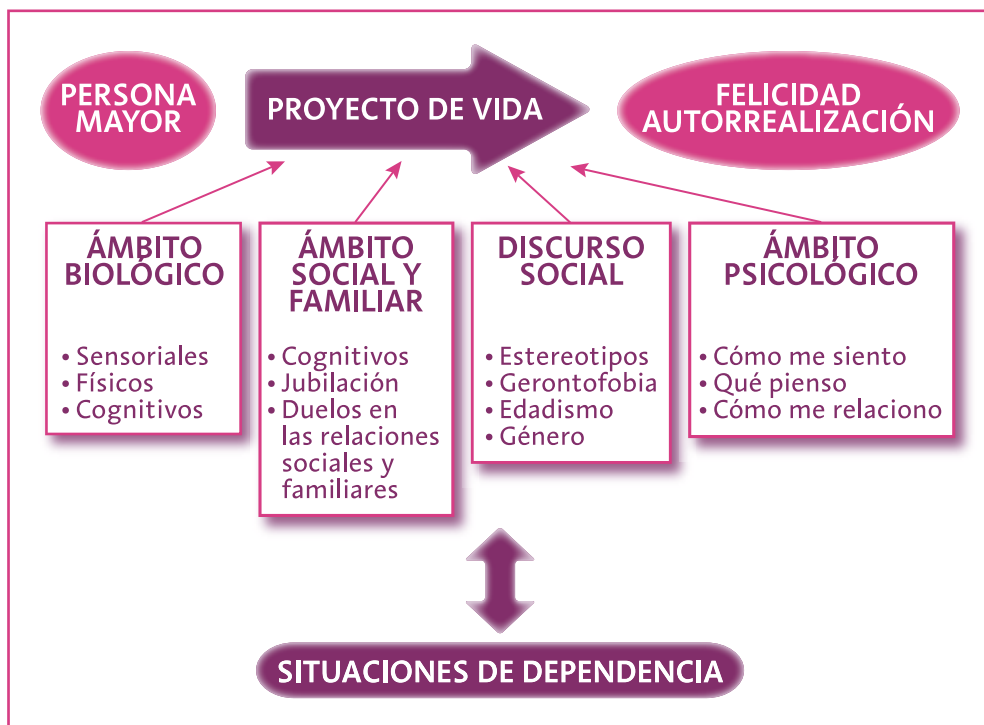 PERSONA
MAYOR
PROYECTO DE VIDA
FELICIDAD
AUTORREALIZACIÓN
ÁMBITO
BIOLÓGICO
• Sensoriales
• Físicos
• Cognitivos
ÁMBITO
SOCIAL Y
FAMILIAR
• Cognitivos
• Jubilación
• Duelos en
las relaciones
sociales y
familiares
DISCURSO
SOCIAL
• Estereotipos
• Gerontofobia
• Edadismo
• Género
ÁMBITO
PSICOLÓGICO
• Cómo me siento
• Qué pienso
• Cómo me relaciono
SITUACIONES DE DEPENDENCIA